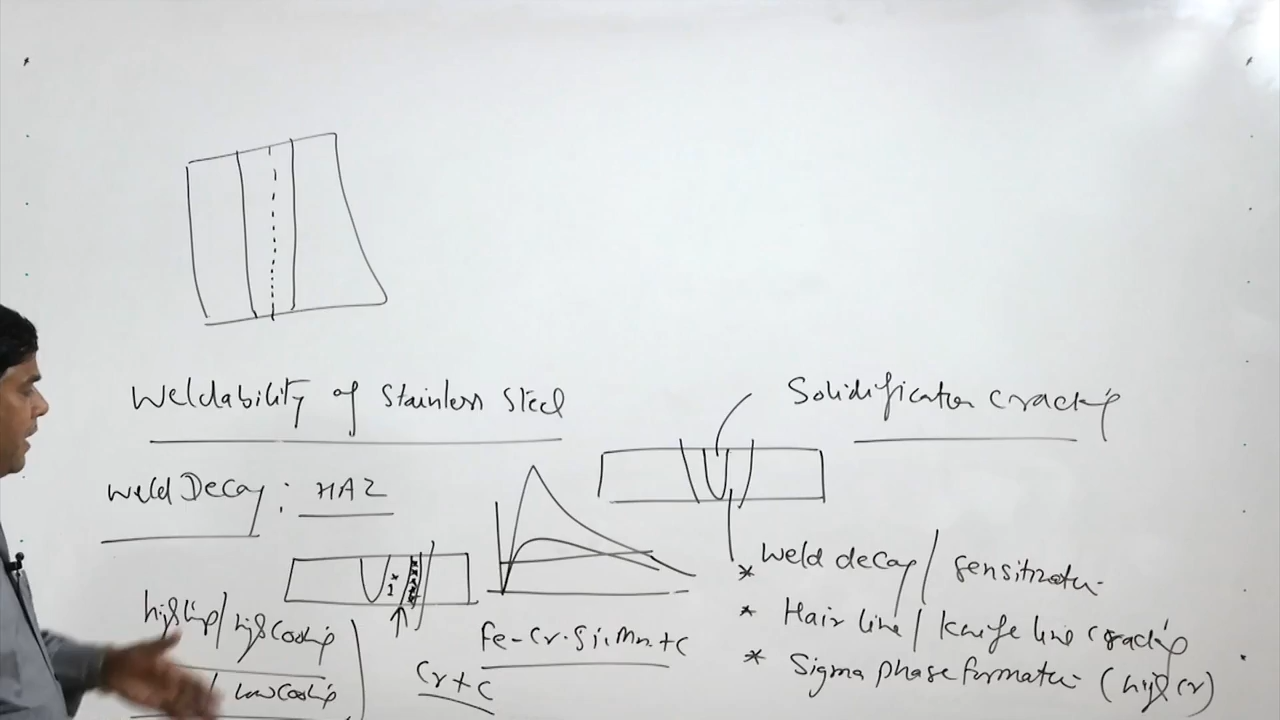 Weldability of Stainless Steel
Solidification cracking
Weld Decay : HAZ
Weld decay / Sensitization
high temp / high cooling
* Hair line / Knife line cracking
Fe-Cr-Si-Mn+C
* Sigma phase formation (high Cr)
Cr+C
/ low cooling